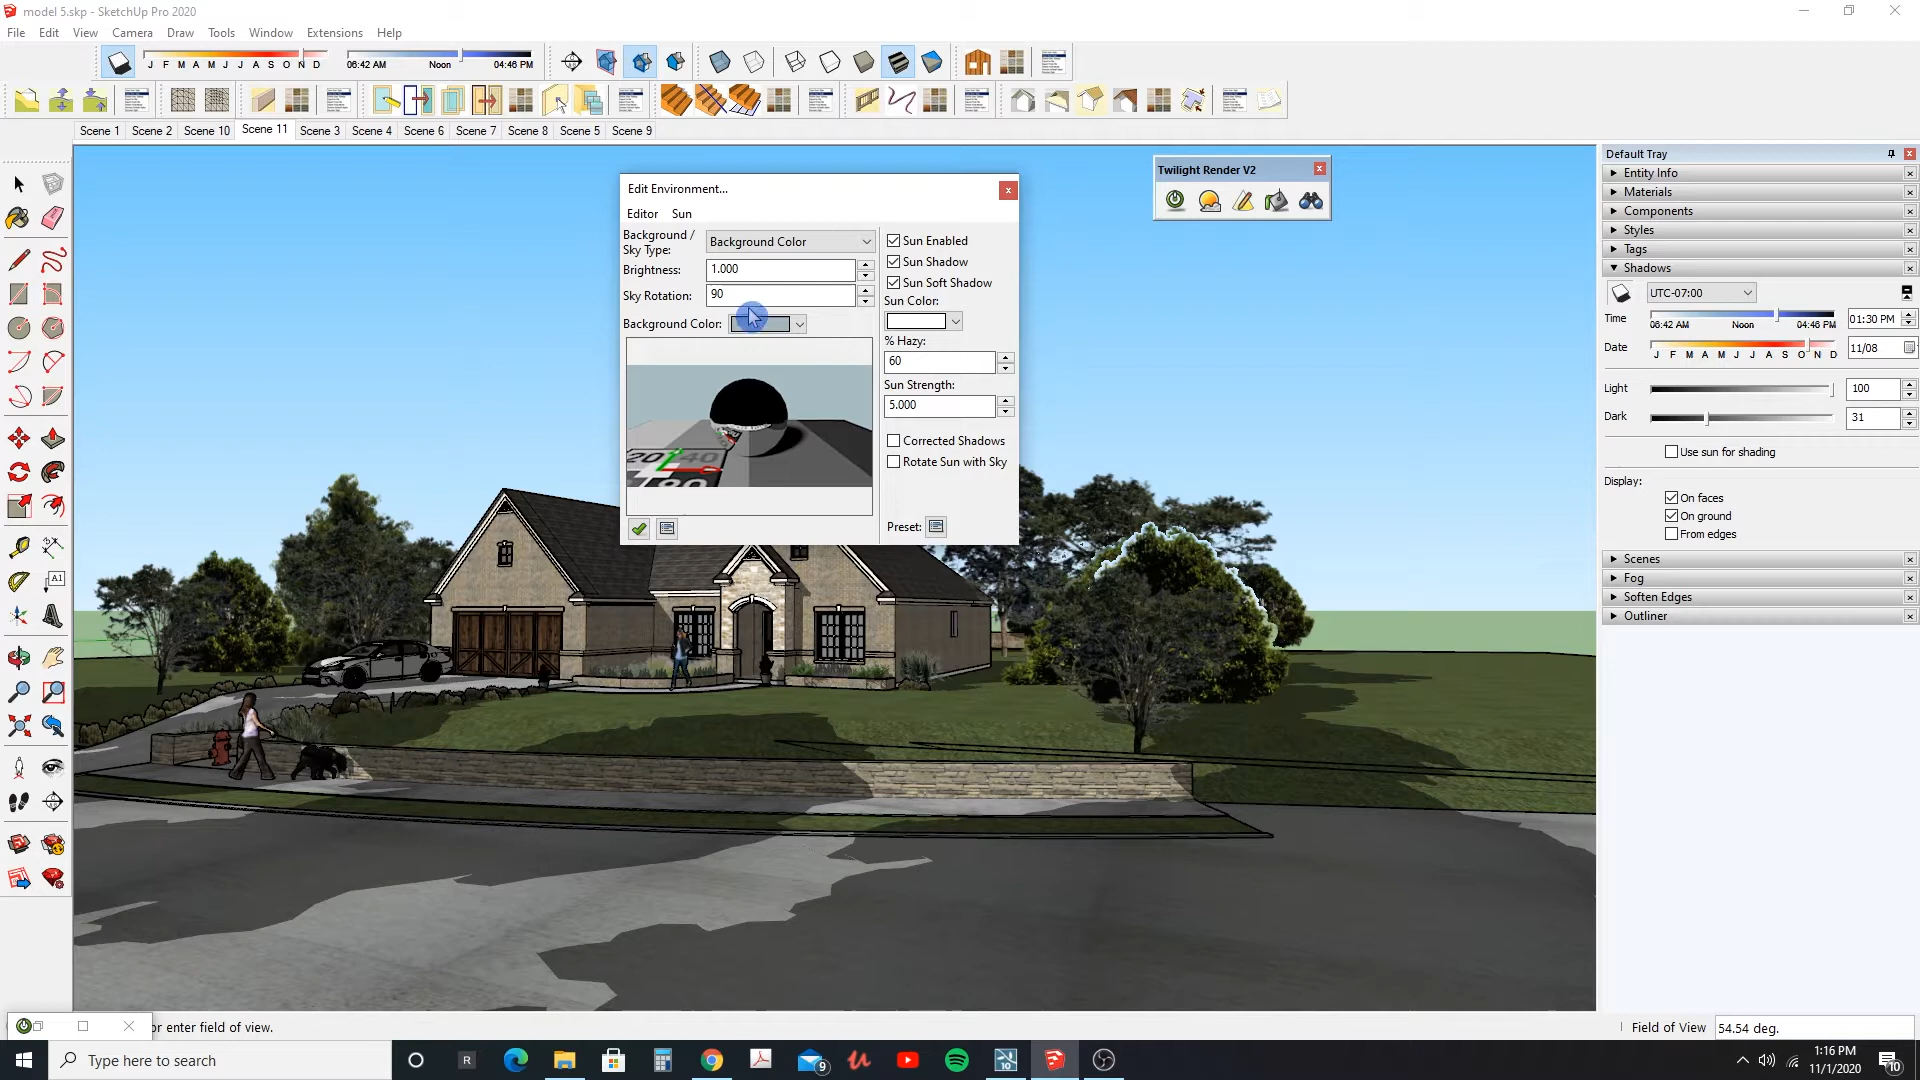 model 5.skp - SketchUp Pro 2020
File Edit View Camera Draw Tools Window Extensions Help
J F M A M J J A S O N D 06:42 AM Noon 04:46 PM
Scene 1 Scene 2 Scene 10 Scene 11 Scene 3 Scene 4 Scene 6 Scene 7 Scene 8 Scene 5 Scene 9
Edit Environment...
Editor Sun
Background / Sky Type: Background Color
Brightness: 1.000
Sky Rotation: 90
Background Color:
Sun Enabled
Sun Shadow
Sun Soft Shadow
Sun Color:
% Hazy:
60
Sun Strength:
5.000
Corrected Shadows
Rotate Sun with Sky
Preset:
Twilight Render V2
Default Tray
Entity Info
Materials
Components
Styles
Tags
Shadows
UTC-07:00
Time 06:42 AM Noon 04:46 PM 01:30 PM
Date J F M A M J J A S O N D 11/08
Light 100
Dark 31
Use sun for shading
Display:
On faces
On ground
From edges
Scenes
Fog
Soften Edges
Outliner
A1
or enter field of view.
Field of View 54.54 deg.
Type here to search
R
9
10
1:16 PM
11/1/2020
10